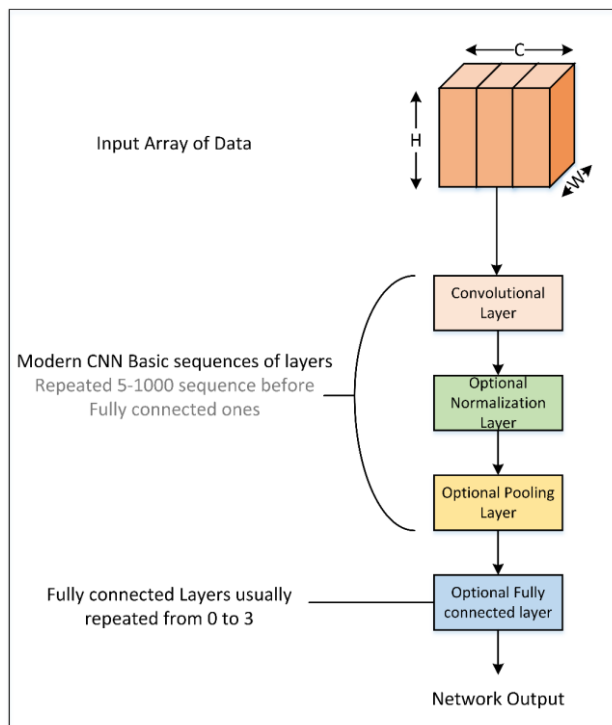 C
H
W
Input Array of Data
Convolutional
Layer
Modern CNN Basic sequences of layers
Repeated 5-1000 sequence before
Fully connected ones
Optional
Normalization
Layer
Optional Pooling
Layer
Fully connected Layers usually
repeated from 0 to 3
Optional Fully
connected layer
Network Output